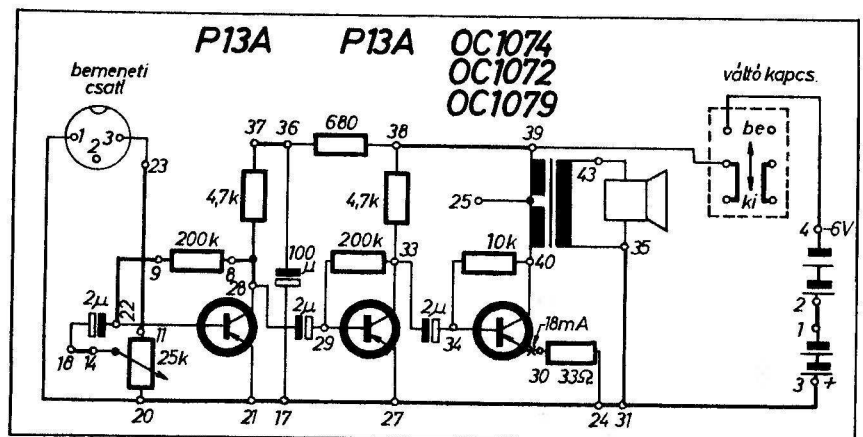 P13A
P13A
OC1074
OC1072
OC1079
bemeneti
csatl
váltó kapcs.
1
3
2
23
37
36
680
38
39
be
ki
4,7k
4,7k
43
25
4 -6V
200k
9
8
28
100
μ
200k
33
10k
40
35
2μ
22
2μ
29
2μ
34
18mA
2
1
11
25k
18
14
30
33Ω
3 +
20
21
17
27
24
31